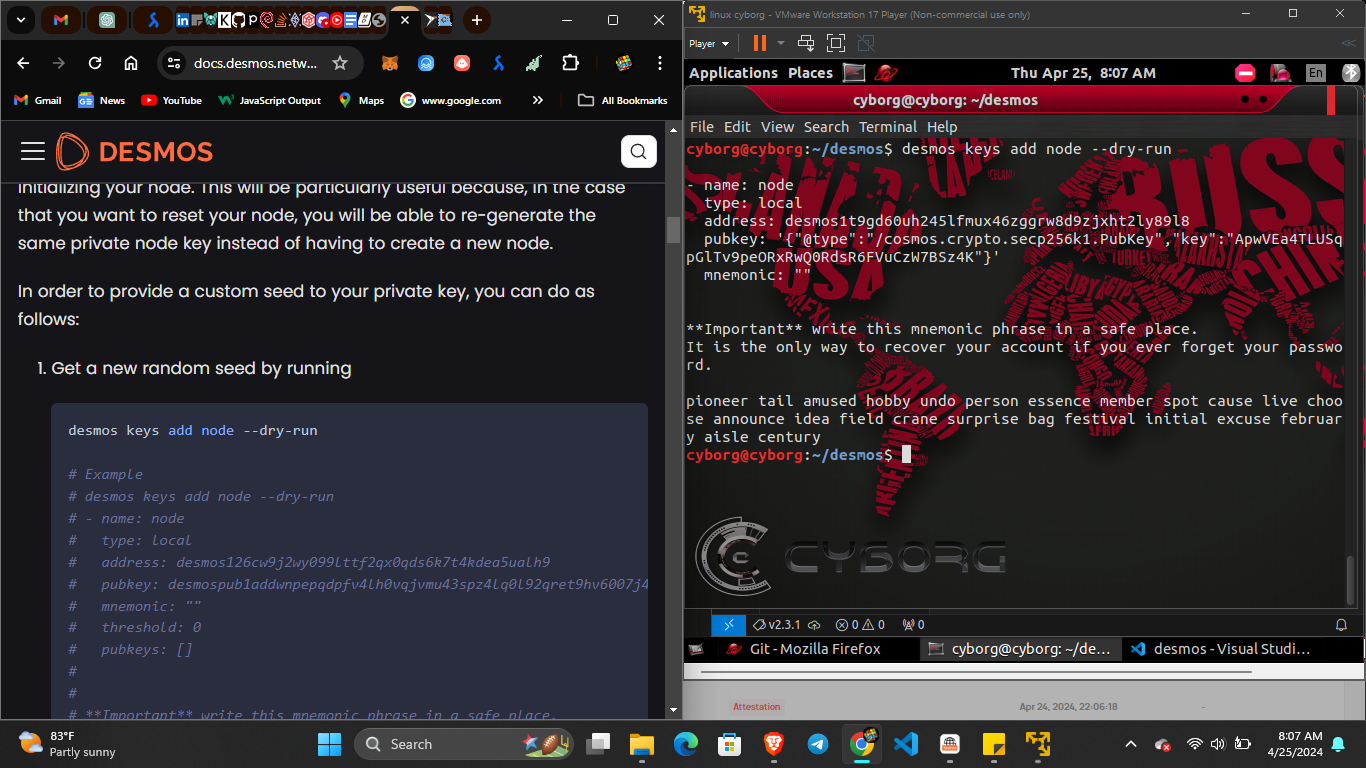 docs.desmos.netw...
Gmail News YouTube JavaScript Output Maps www.google.com All Bookmarks
DESMOS
initializing your node. This will be particularly useful because, in the case
that you want to reset your node, you will be able to re-generate the
same private node key instead of having to create a new node.
In order to provide a custom seed to your private key, you can do as
follows:
1. Get a new random seed by running
desmos keys add node --dry-run
# Example
# desmos keys add node --dry-run
# - name: node
#   type: local
#   address: desmos126cw9j2wy099lttf2qx0qds6k7t4kdea5ualh9
#   pubkey: desmospub1addwnpepqdpfv4lh0vqjvmu43spz4lq0l92qret9hv6007j4
#   mnemonic: ""
#   threshold: 0
#   pubkeys: []
#
#
# **Important** write this mnemonic phrase in a safe place.
linux cyborg - VMware Workstation 17 Player (Non-commercial use only)
Player
Applications Places Thu Apr 25, 8:07 AM En
cyborg@cyborg: ~/desmos
File Edit View Search Terminal Help
cyborg@cyborg:~/desmos$ desmos keys add node --dry-run
- name: node
  type: local
  address: desmos1t9gd60uh245lfmux46zggrw8d9zjxht2ly89l8
  pubkey: '{"@type":"/cosmos.crypto.secp256k1.PubKey","key":"ApwVEa4TLUSq
pGlTv9peORxRwQ0RdsR6FVuCzW7BSz4K"}'
  mnemonic: ""
**Important** write this mnemonic phrase in a safe place.
It is the only way to recover your account if you ever forget your passwo
rd.
pioneer tail amused hobby undo person essence member spot cause live choo
se announce idea field crane surprise bag festival initial excuse februar
y aisle century
cyborg@cyborg:~/desmos$
CYBORG
v2.3.1 0 0 0
Git - Mozilla Firefox cyborg@cyborg: ~/de... desmos - Visual Studi...
Attestation Apr 24, 2024, 22:06:18 -
83°F
Partly sunny
Search
8:07 AM
4/25/2024